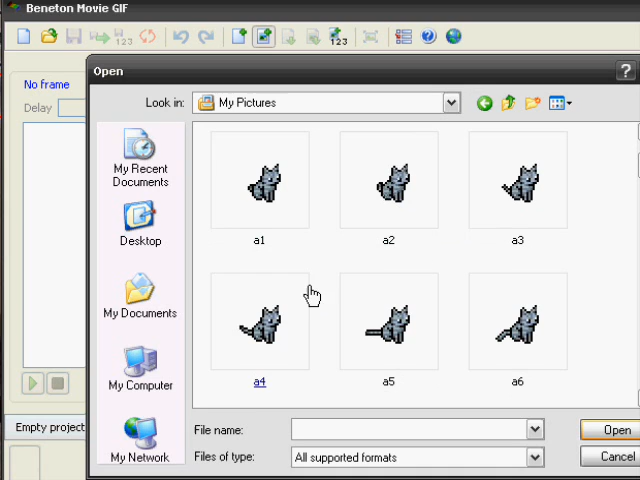 Beneton Movie GIF
123
123
No frame
Delay
Open
?
Look in:
My Pictures
My Recent
Documents
Desktop
My Documents
My Computer
My Network
a1
a2
a3
a4
a5
a6
File name:
Open
Files of type:
All supported formats
Cancel
Empty project